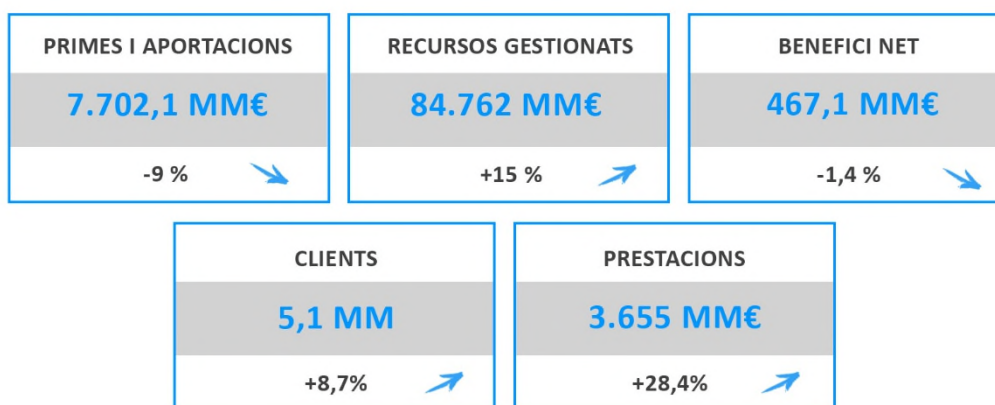 PRIMES I APORTACIONS
7.702,1 MM€
-9 %
RECURSOS GESTIONATS
84.762 MM€
+15 %
BENEFICI NET
467,1 MM€
-1,4 %
CLIENTS
5,1 MM
+8,7%
PRESTACIONS
3.655 MM€
+28,4%